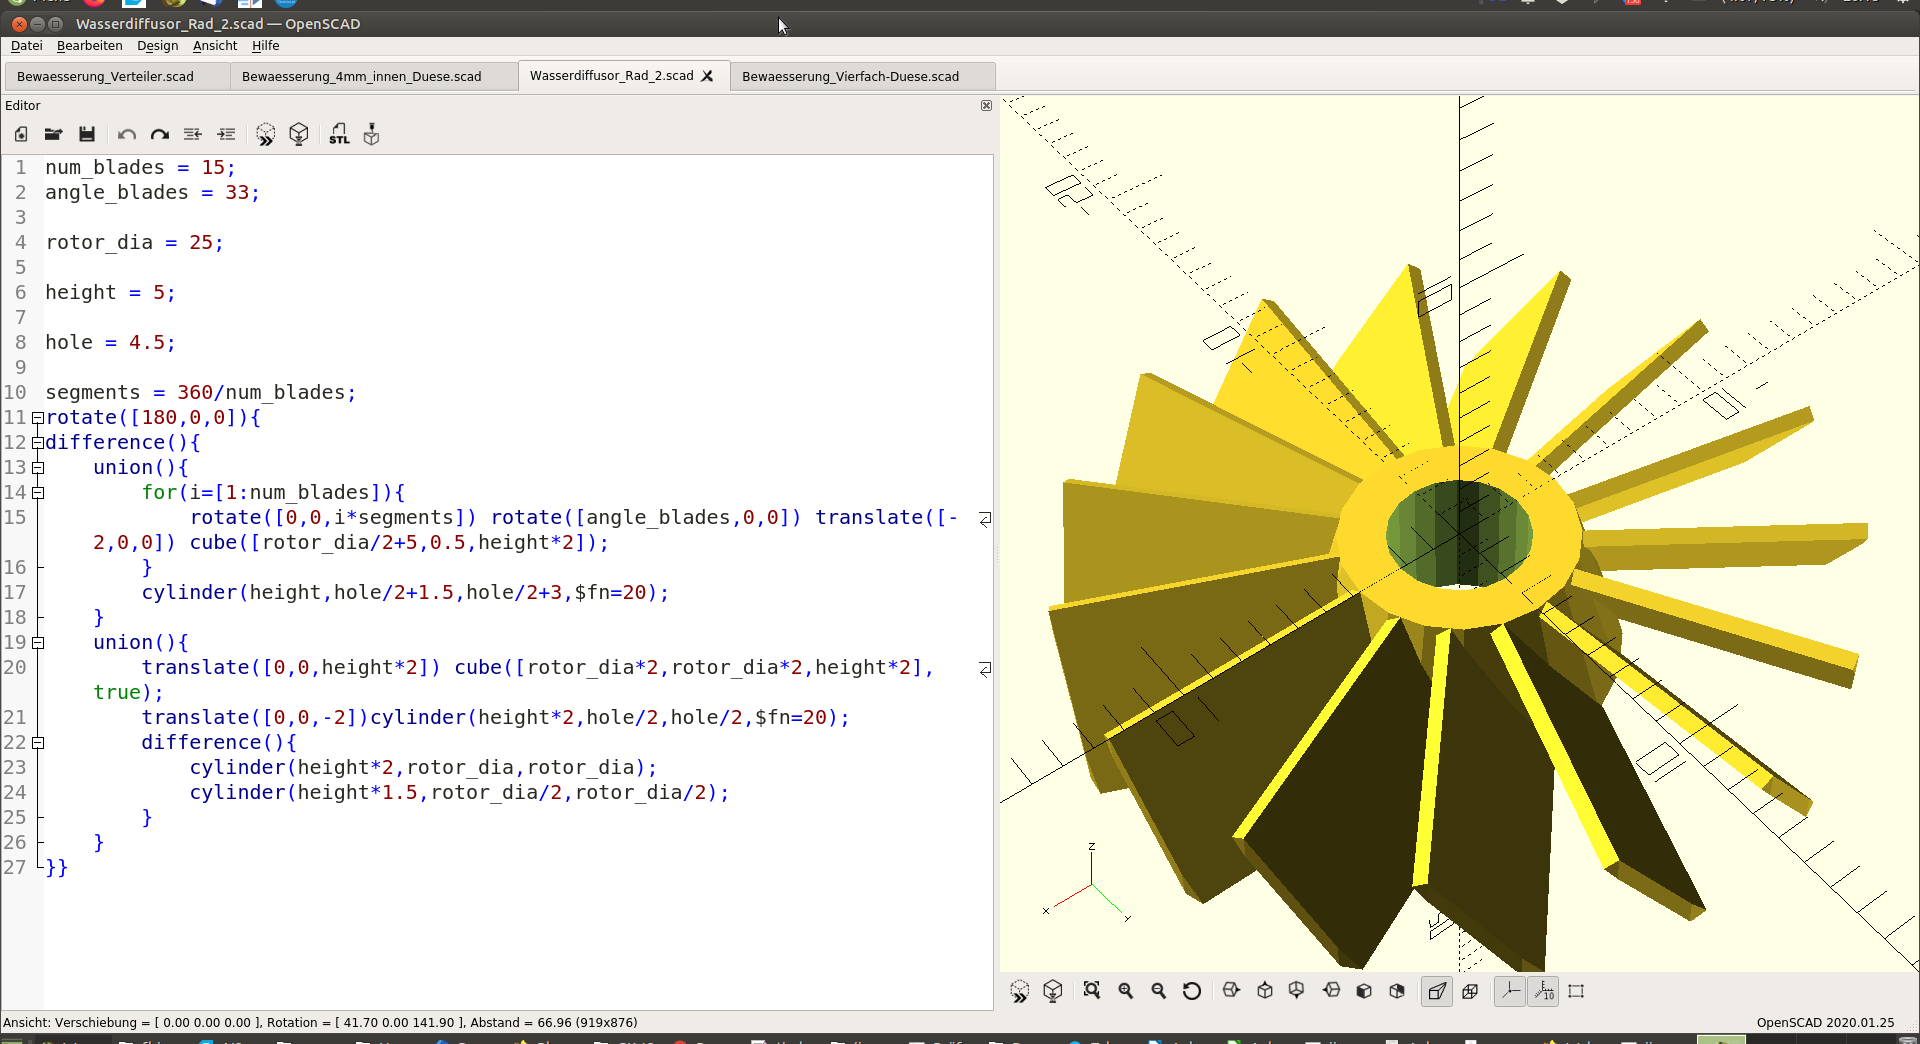 Wasserdiffusor_Rad_2.scad — OpenSCAD
Datei Bearbeiten Design Ansicht Hilfe
Bewaesserung_Verteiler.scad Bewaesserung_4mm_innen_Duese.scad Wasserdiffusor_Rad_2.scad Bewaesserung_Vierfach-Duese.scad
Editor
STL
1 num_blades = 15;
2 angle_blades = 33;
3
4 rotor_dia = 25;
5
6 height = 5;
7
8 hole = 4.5;
9
10 segments = 360/num_blades;
11 rotate([180,0,0]){
12 difference(){
13 union(){
14 for(i=[1:num_blades]){
15 rotate([0,0,i*segments]) rotate([angle_blades,0,0]) translate([-
2,0,0]) cube([rotor_dia/2+5,0.5,height*2]);
16 }
17 cylinder(height,hole/2+1.5,hole/2+3,$fn=20);
18 }
19 union(){
20 translate([0,0,height*2]) cube([rotor_dia*2,rotor_dia*2,height*2],
true);
21 translate([0,0,-2])cylinder(height*2,hole/2,hole/2,$fn=20);
22 difference(){
23 cylinder(height*2,rotor_dia,rotor_dia);
24 cylinder(height*1.5,rotor_dia/2,rotor_dia/2);
25 }
26 }
27 }}
z
x
y
10
Ansicht: Verschiebung = [ 0.00 0.00 0.00 ], Rotation = [ 41.70 0.00 141.90 ], Abstand = 66.96 (919x876)
OpenSCAD 2020.01.25